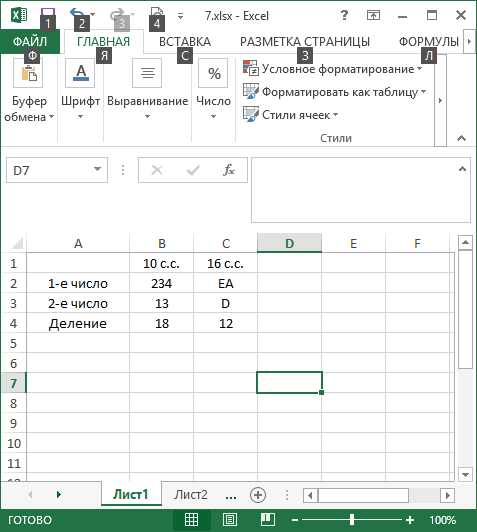 7.xlsx - Excel
1 2 3 4
ФАЙЛ ГЛАВНАЯ ВСТАВКА РАЗМЕТКА СТРАНИЦЫ ФОРМУЛЫ
Ф Я С З Л
Буфер обмена Шрифт Выравнивание Число
%
Условное форматирование
Форматировать как таблицу
Стили ячеек
Стили
D7 fx
A B C D E F
1 10 с.с. 16 с.с.
2 1-е число 234 EA
3 2-е число 13 D
4 Деление 18 12
5
6
7
8
9
10
11
Лист1 Лист2 ...
ГОТОВО 100%